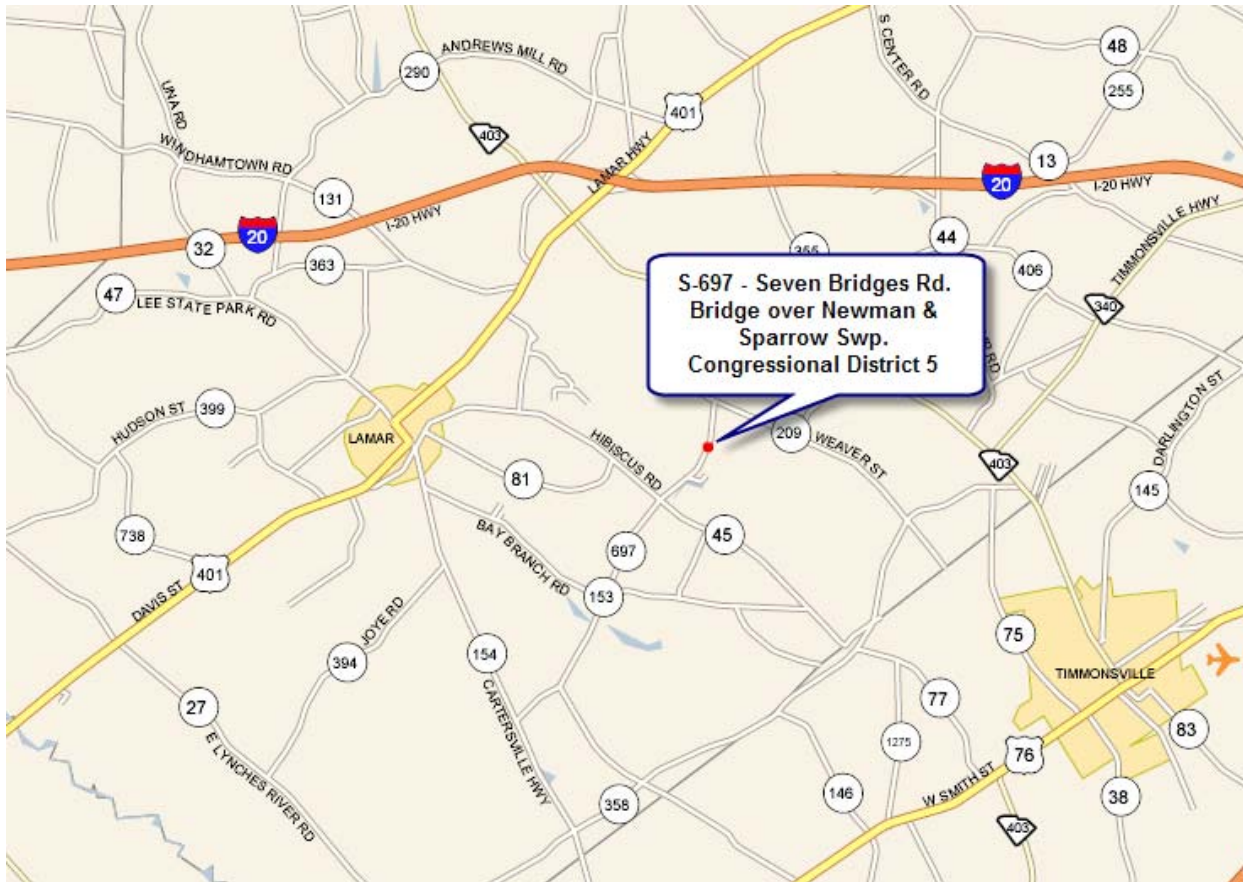 ANDREWS MILL RD
S CENTER RD
48
290
255
UNA RD
401
403
WINDHAMTOWN RD
13
LAMAR HWY
20
I-20 HWY
131
I-20 HWY
20
32
44
363
406
TIMMONSVILLE HWY
47
LEE STATE PARK RD
340
S-697 - Seven Bridges Rd.
Bridge over Newman &
Sparrow Swp.
Congressional District 5
RD
DARLINGTON ST
HUDSON ST
399
LAMAR
HIBISCUS RD
209
WEAVER ST
403
81
145
738
BAY BRANCH RD
45
697
401
DAVIS ST
153
JOYE RD
75
394
154
TIMMONSVILLE
CARTERSVILLE HWY
77
27
83
1275
E LYNCHES RIVER RD
76
W SMITH ST
358
146
38
403